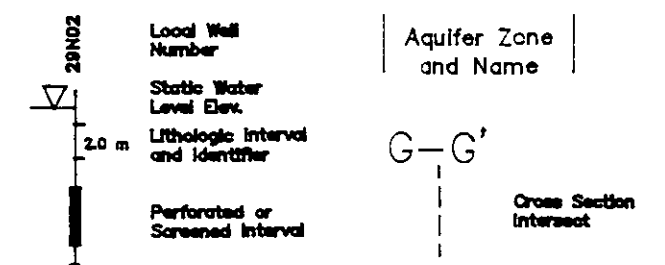 29N02
Local Well
Number
Static Water
Level Elev.
2.0 m
Lithologic Interval
and Identifier
Perforated or
Screened Interval
Aquifer Zone
and Name
G—G'
Cross Section
Intersect